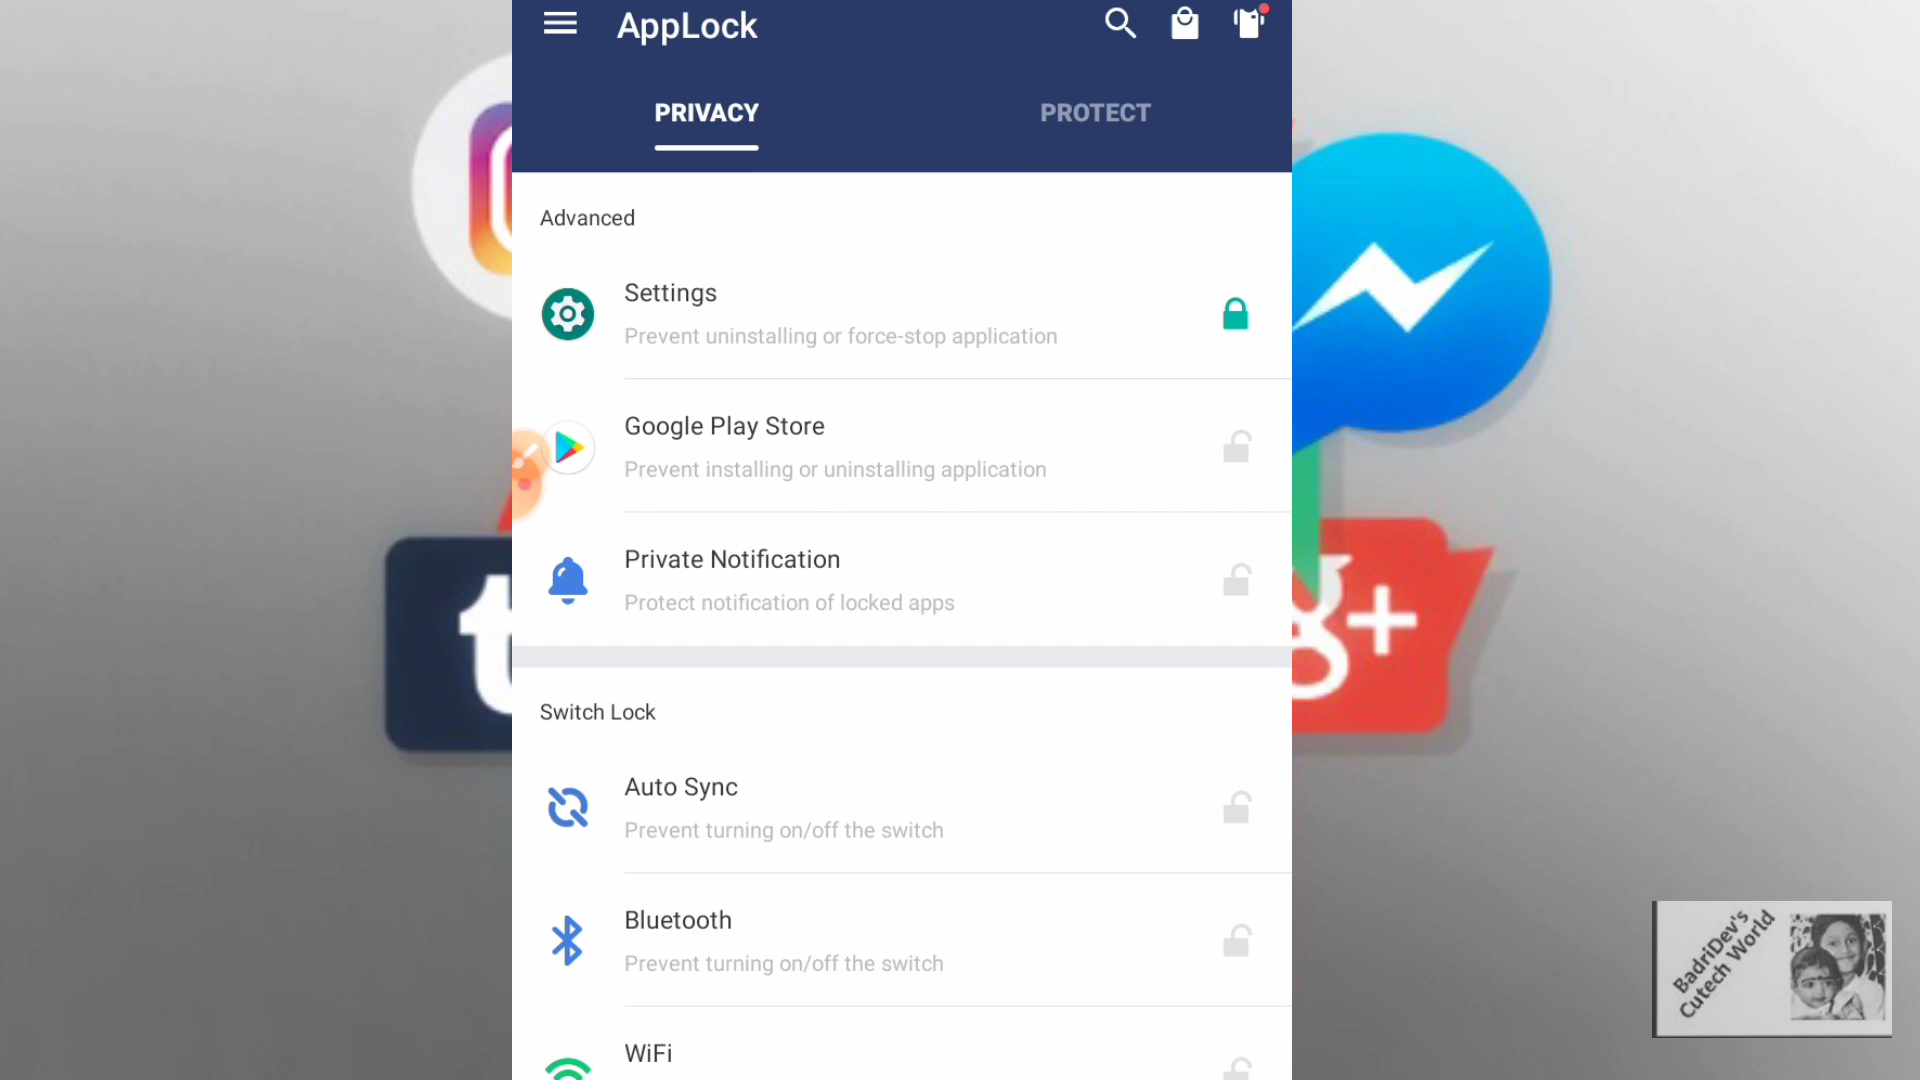 AppLock
PRIVACY
PROTECT
Advanced
Settings
Prevent uninstalling or force-stop application
Google Play Store
Prevent installing or uninstalling application
Private Notification
Protect notification of locked apps
Switch Lock
Auto Sync
Prevent turning on/off the switch
Bluetooth
Prevent turning on/off the switch
WiFi
t
g+
BadriDev's
Cutech World